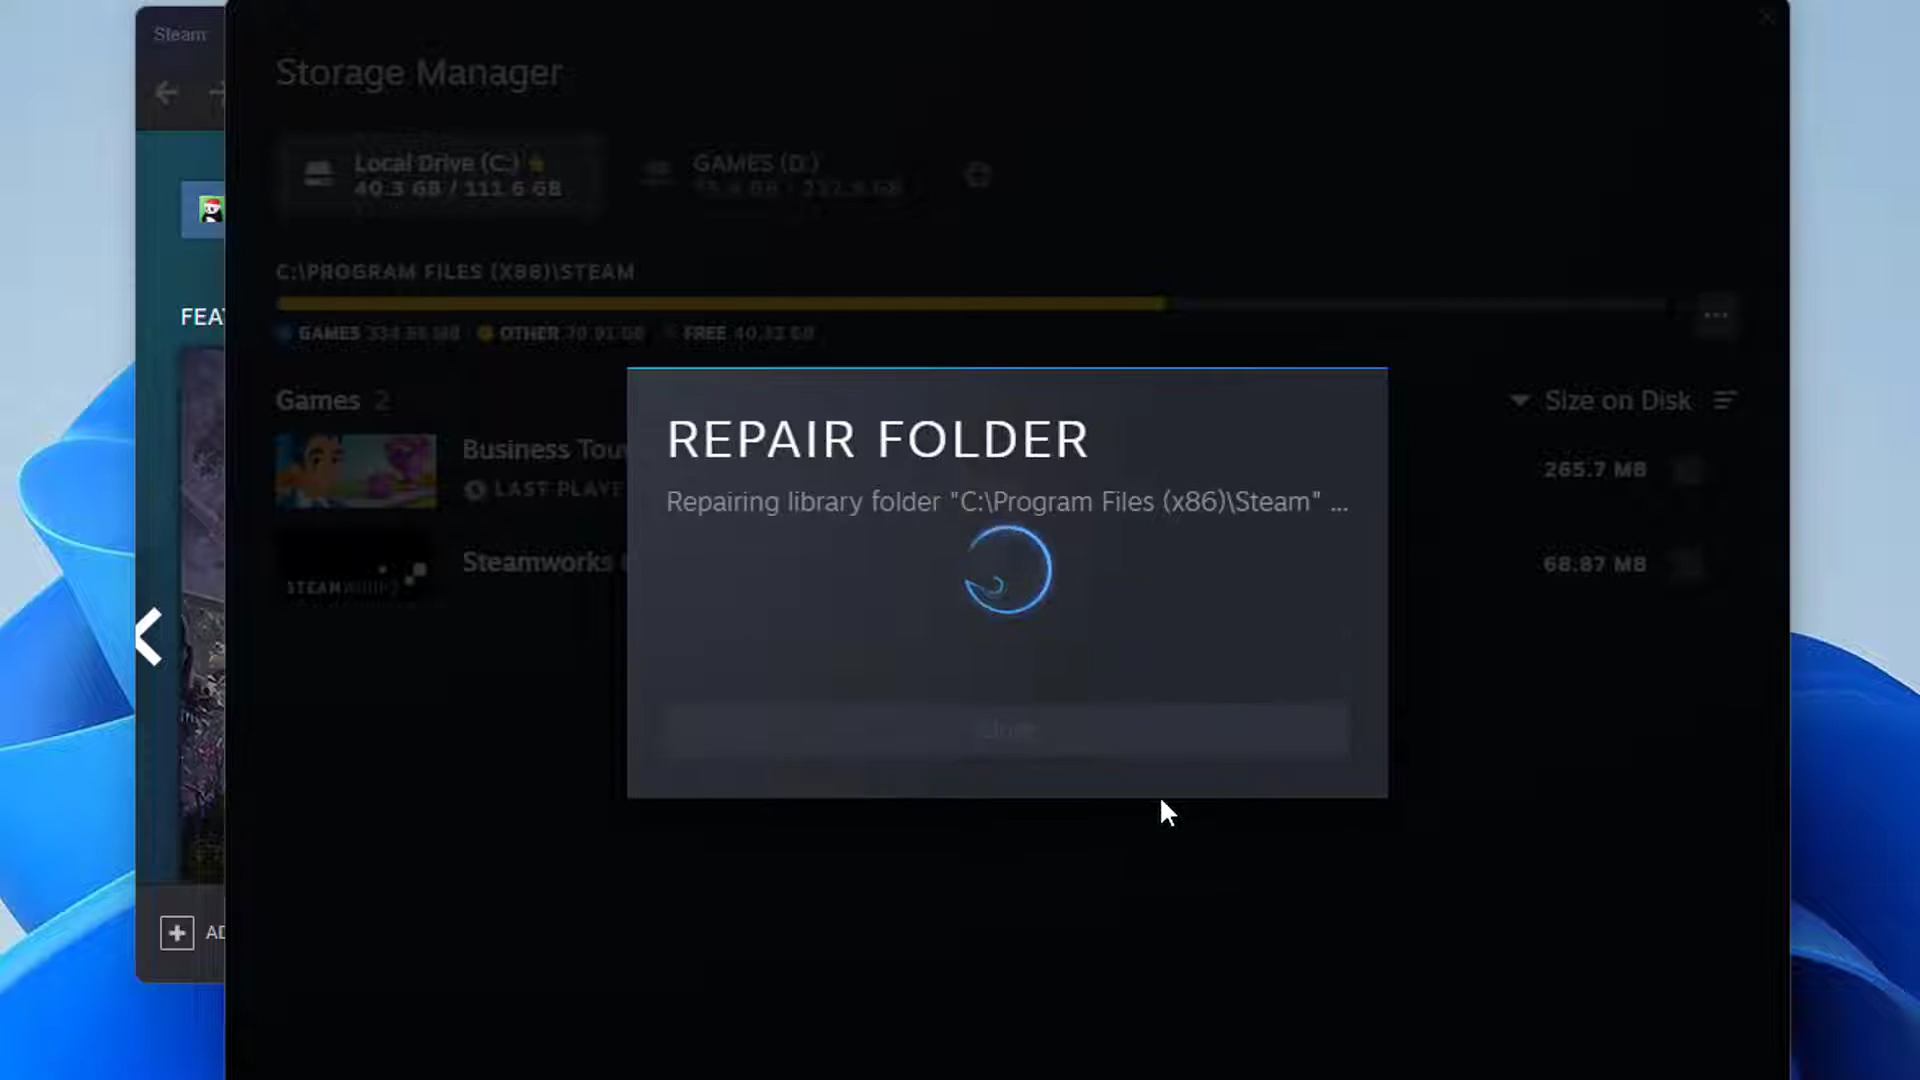 Steam
Storage Manager
Local Drive (C:)
40.3 GB / 111.6 GB
GAMES (D:)
C:\PROGRAM FILES (X86)\STEAM
GAMES
OTHER
FREE
FEAT
Games 2
Size on Disk
REPAIR FOLDER
Repairing library folder "C:\Program Files (x86)\Steam" ...
Business Tou
LAST PLAYE
265.7 MB
Steamworks
STEAMWORKS
68.87 MB
AD